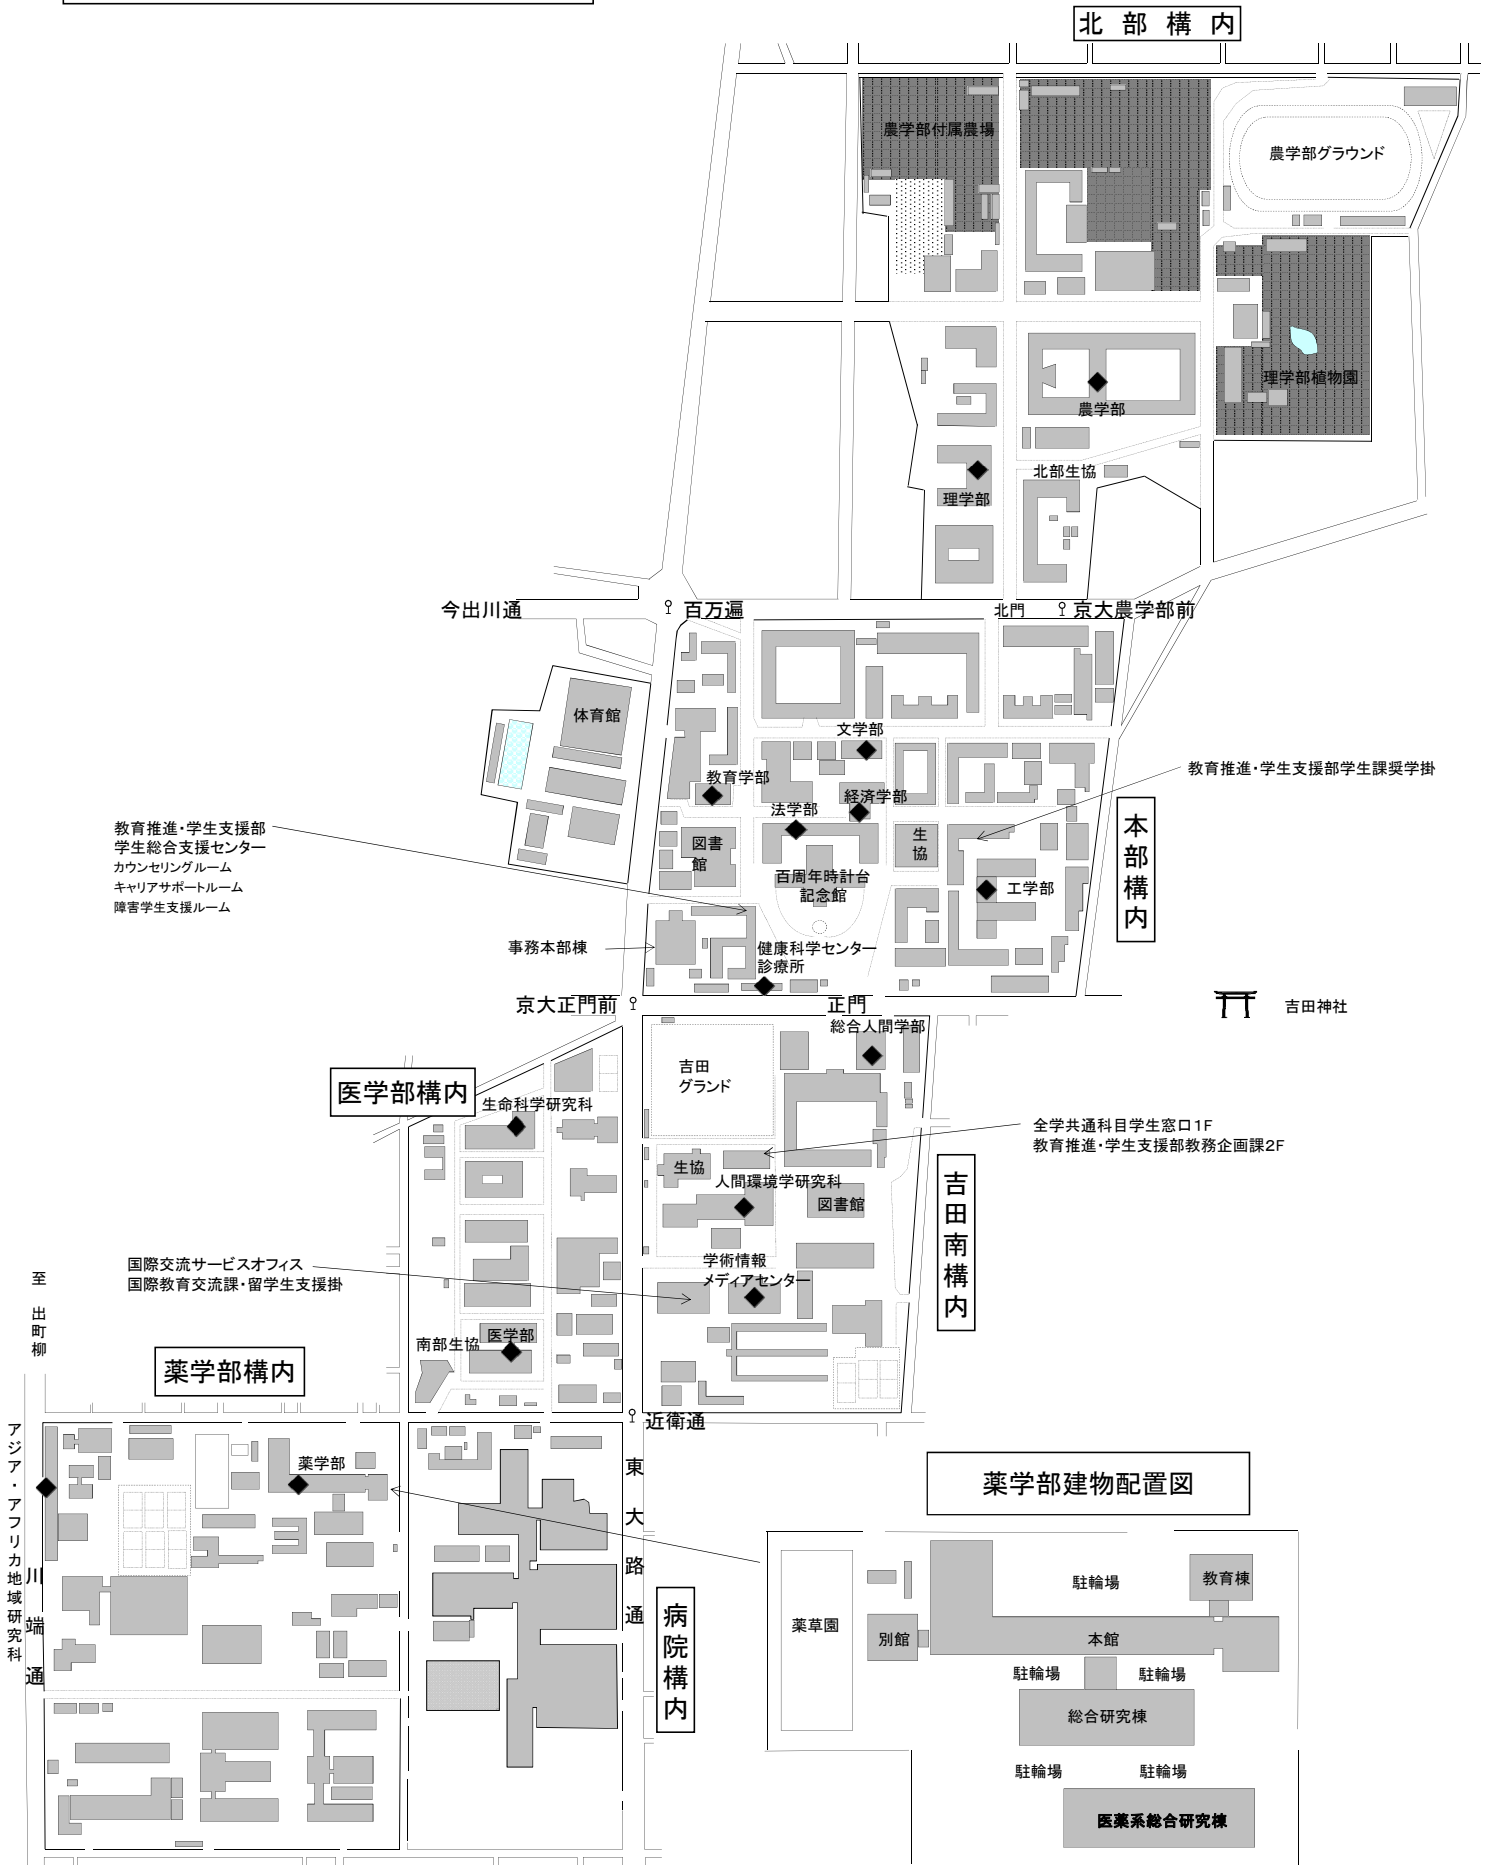 北部構内
農学部付属農場
農学部グラウンド
理学部植物園
農学部
北部生協
理学部
今出川通
百万遍
北門
京大農学部前
体育館
文学部
教育学部
経済学部
法学部
教育推進・学生支援部学生課奨学掛
本部構内
教育推進・学生支援部
学生総合支援センター
カウンセリングルーム
キャリアサポートルーム
障害学生支援ルーム
図書
館
生
協
百周年時計台
記念館
工学部
事務本部棟
健康科学センター
診療所
京大正門前
正門
吉田神社
総合人間学部
吉田
グランド
医学部構内
生命科学研究科
全学共通科目学生窓口1F
教育推進・学生支援部教務企画課2F
生協
人間環境学研究科
図書館
吉田南構内
国際交流サービスオフィス
国際教育交流課・留学生支援掛
学術情報
メディアセンター
至 出町柳
南部生協
医学部
薬学部構内
近衛通
アジア・アフリカ地域研究科
川端通
薬学部
東大路通
病院構内
薬学部建物配置図
駐輪場
教育棟
薬草園
別館
本館
駐輪場
駐輪場
総合研究棟
駐輪場
駐輪場
医薬系総合研究棟